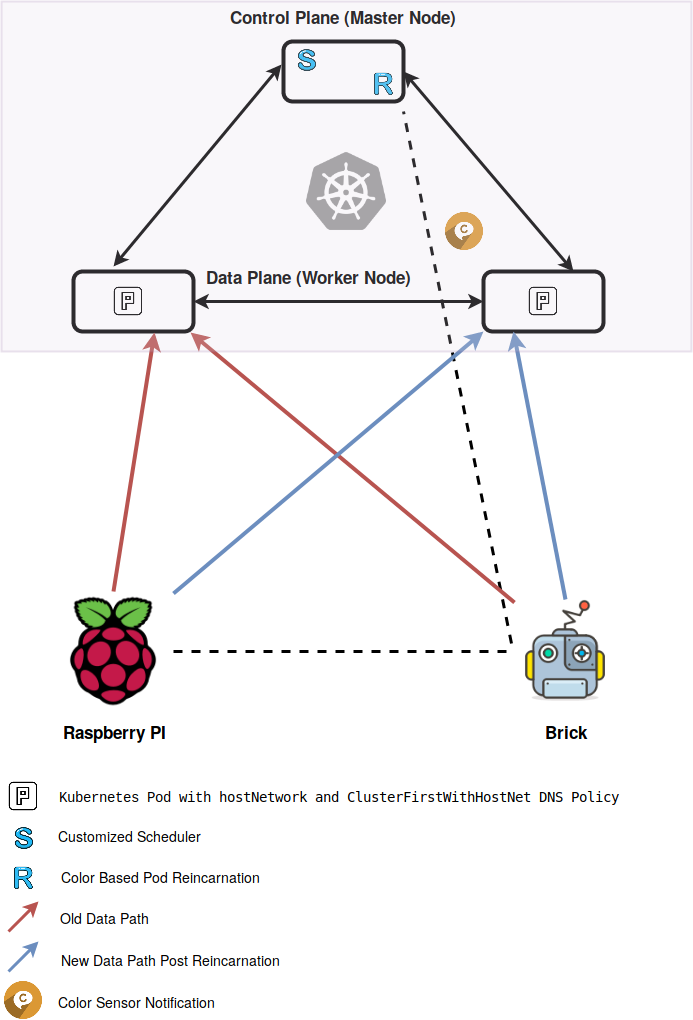 Control Plane (Master Node)
S
R
C
Data Plane (Worker Node)
P
P
Raspberry PI
Brick
P Kubernetes Pod with hostNetwork and ClusterFirstWithHostNet DNS Policy
S Customized Scheduler
R Color Based Pod Reincarnation
Old Data Path
New Data Path Post Reincarnation
C Color Sensor Notification